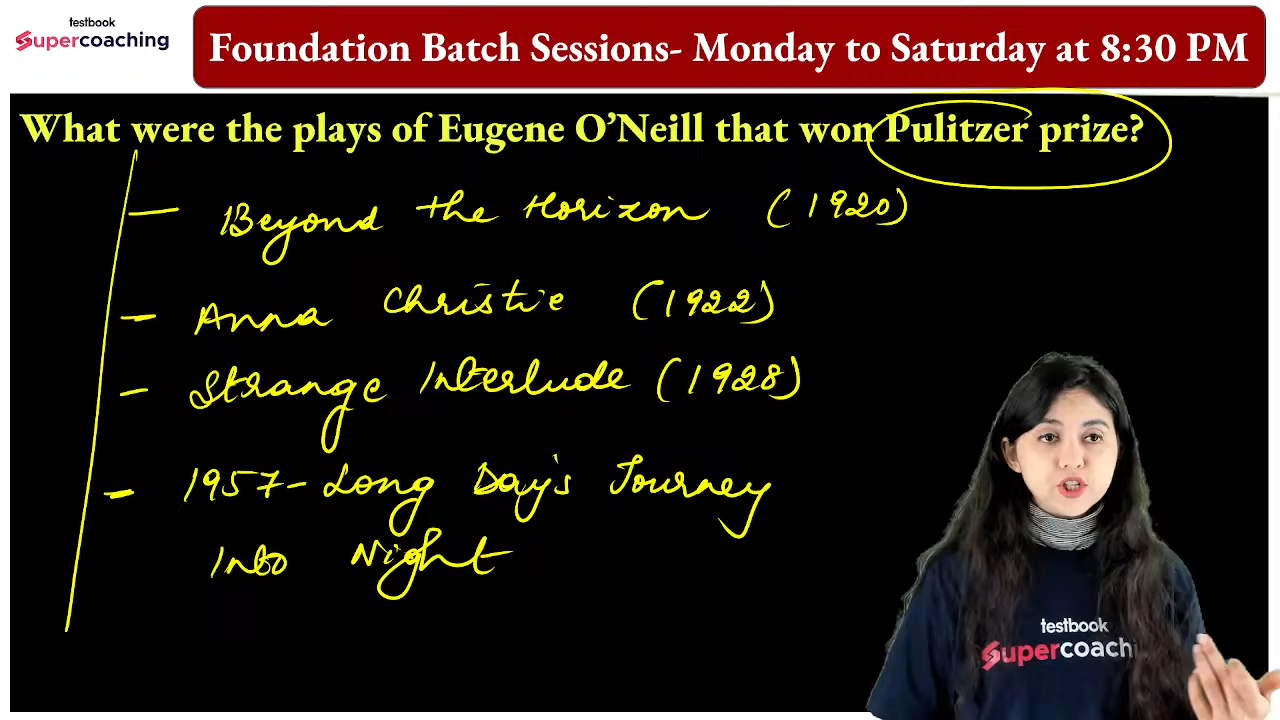 testbook
Supercoaching
Foundation Batch Sessions- Monday to Saturday at 8:30 PM
What were the plays of Eugene O'Neill that won Pulitzer prize?
— Beyond the Horizon (1920)
— Anna Christie (1922)
— Strange Interlude (1928)
— 1957 - Long Day's Journey
Into Night
testbook
Supercoachi